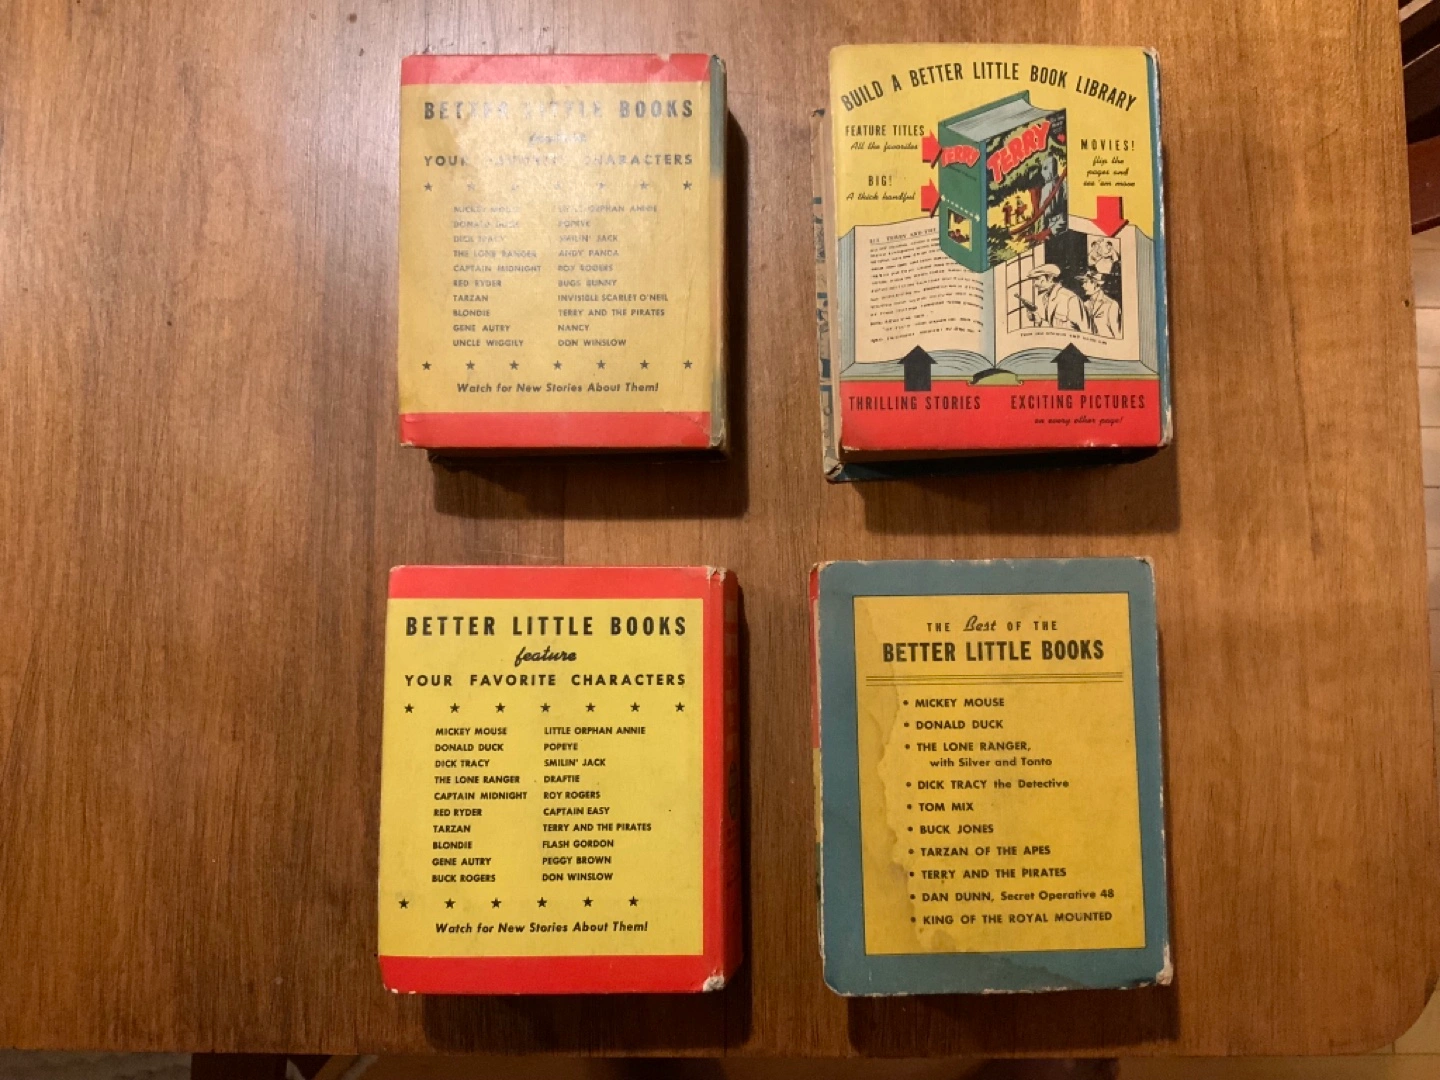 BETTER LITTLE BOOKS
feature
YOUR FAVORITE CHARACTERS
MICKEY MOUSE LITTLE ORPHAN ANNIE
DONALD DUCK POPEYE
DICK TRACY SMILIN' JACK
THE LONE RANGER ANDY PANDA
CAPTAIN MIDNIGHT ROY ROGERS
RED RYDER BUGS BUNNY
TARZAN INVISIBLE SCARLET O'NEIL
BLONDIE TERRY AND THE PIRATES
GENE AUTRY NANCY
UNCLE WIGGILY DON WINSLOW
Watch for New Stories About Them!
BUILD A BETTER LITTLE BOOK LIBRARY
FEATURE TITLES
All the favorites
BIG!
A thick handful
TERRY
TERRY
MOVIES!
flip the
pages and
see 'em move
THRILLING STORIES
EXCITING PICTURES
on every other page!
BETTER LITTLE BOOKS
feature
YOUR FAVORITE CHARACTERS
MICKEY MOUSE LITTLE ORPHAN ANNIE
DONALD DUCK POPEYE
DICK TRACY SMILIN' JACK
THE LONE RANGER DRAFTIE
CAPTAIN MIDNIGHT ROY ROGERS
RED RYDER CAPTAIN EASY
TARZAN TERRY AND THE PIRATES
BLONDIE FLASH GORDON
GENE AUTRY PEGGY BROWN
BUCK ROGERS DON WINSLOW
Watch for New Stories About Them!
THE Best OF THE
BETTER LITTLE BOOKS
• MICKEY MOUSE
• DONALD DUCK
• THE LONE RANGER,
with Silver and Tonto
• DICK TRACY the Detective
• TOM MIX
• BUCK JONES
• TARZAN OF THE APES
• TERRY AND THE PIRATES
• DAN DUNN, Secret Operative 48
• KING OF THE ROYAL MOUNTED